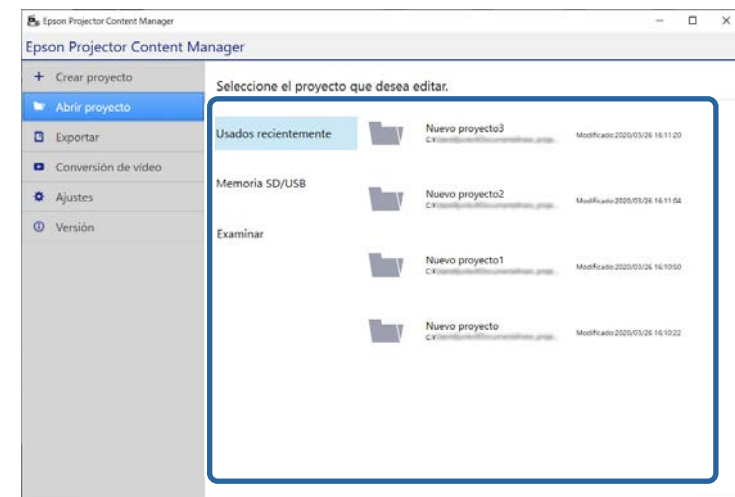 Epson Projector Content Manager
Epson Projector Content Manager
+ Crear proyecto
Abrir proyecto
Exportar
Conversión de vídeo
Ajustes
Versión
Seleccione el proyecto que desea editar.
Usados recientemente
Memoria SD/USB
Examinar
Nuevo proyecto3
Modificado:2020/03/26 16:11:20
Nuevo proyecto2
Modificado:2020/03/26 16:11:04
Nuevo proyecto1
Modificado:2020/03/26 16:10:50
Nuevo proyecto
Modificado:2020/03/26 16:10:22